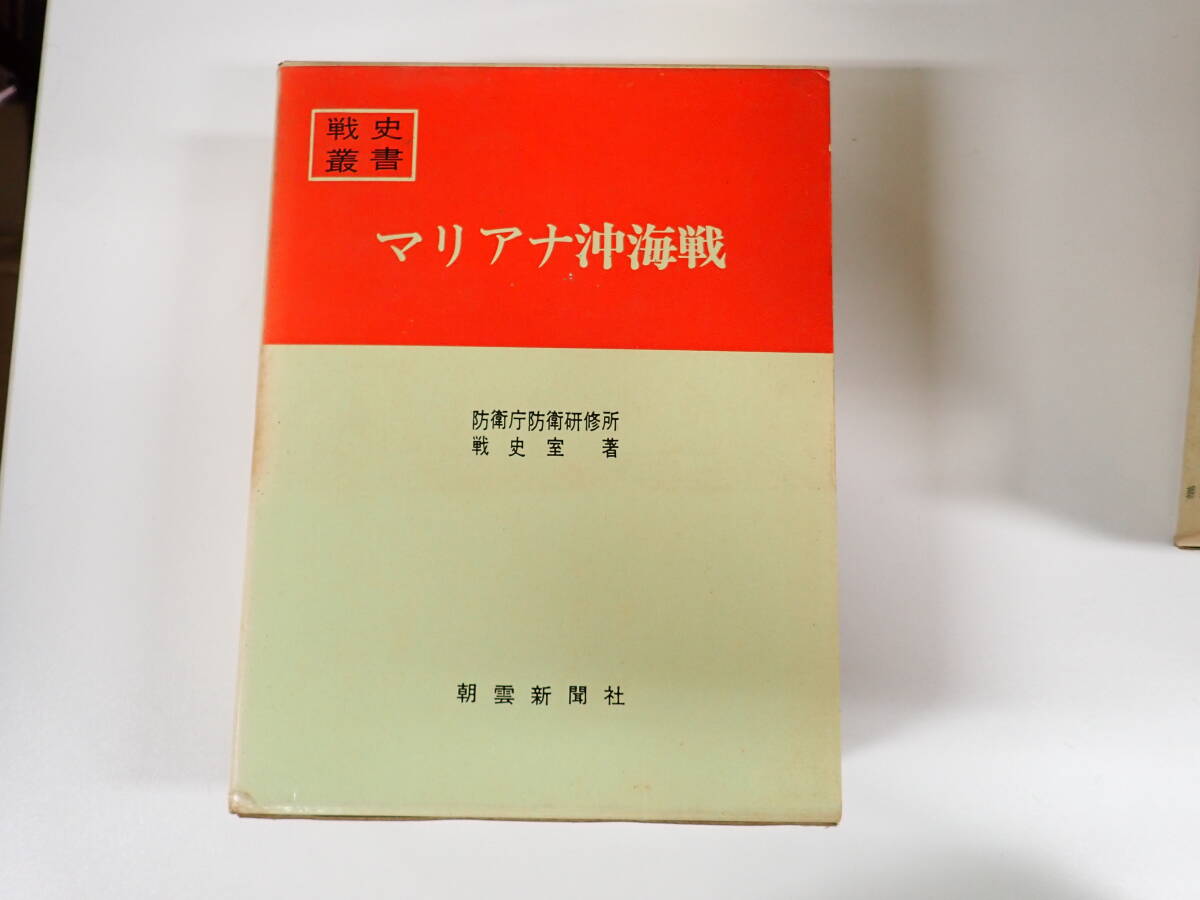 戦史
叢書
マリアナ沖海戦
防衛庁防衛研修所
戦史室 著
朝雲新聞社